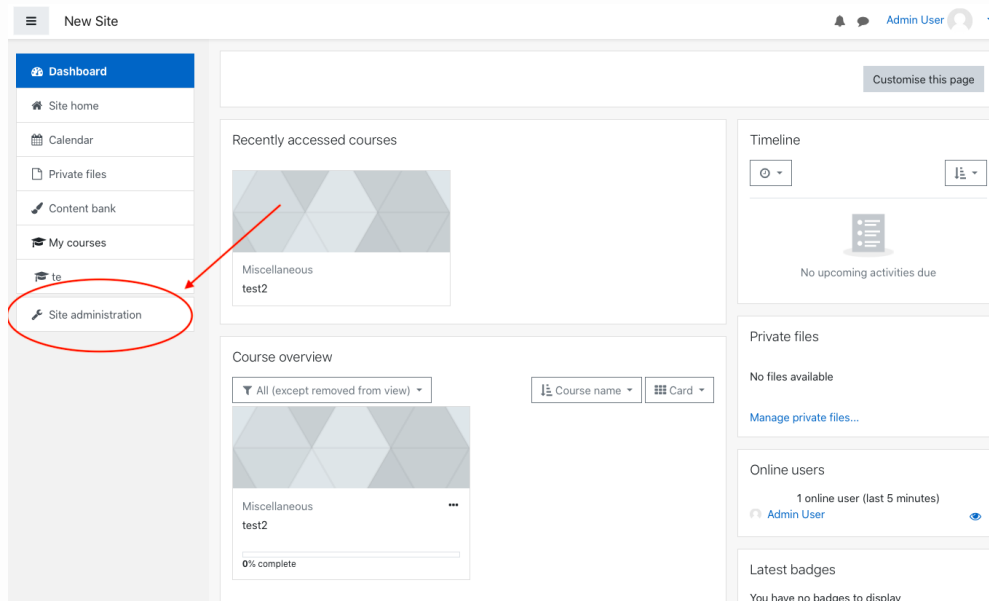 New Site
Admin User
Dashboard
Site home
Calendar
Private files
Content bank
My courses
te
Site administration
Customise this page
Recently accessed courses
Miscellaneous
test2
Course overview
All (except removed from view)
Course name
Card
Miscellaneous
test2
0% complete
Timeline
No upcoming activities due
Private files
No files available
Manage private files...
Online users
1 online user (last 5 minutes)
Admin User
Latest badges
You have no badges to display